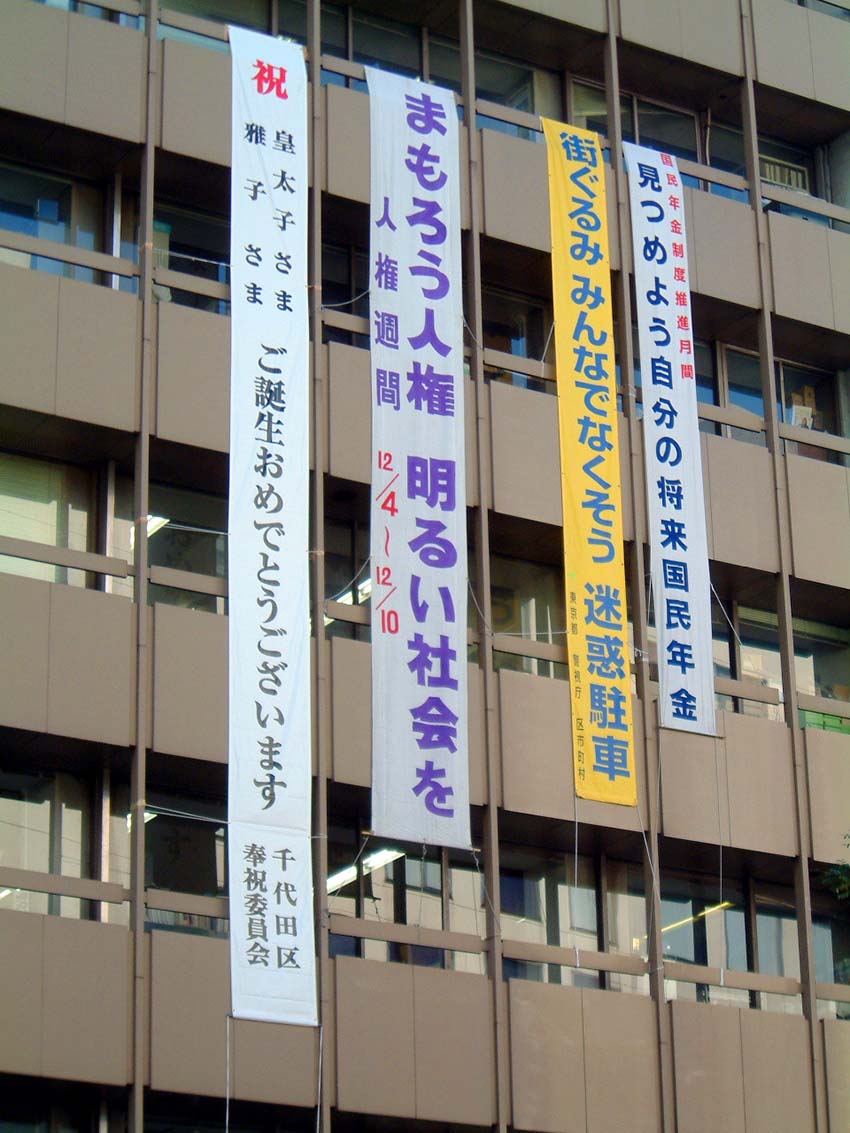 祝
皇太子さま
雅子さま
ご誕生おめでとうございます
千代田区
奉祝委員会
まもろう人権 明るい社会を
人権週間 12/4〜12/10
街ぐるみ みんなでなくそう 迷惑駐車
東京都 警視庁 区市町村
国民年金制度推進月間
見つめよう自分の将来国民年金